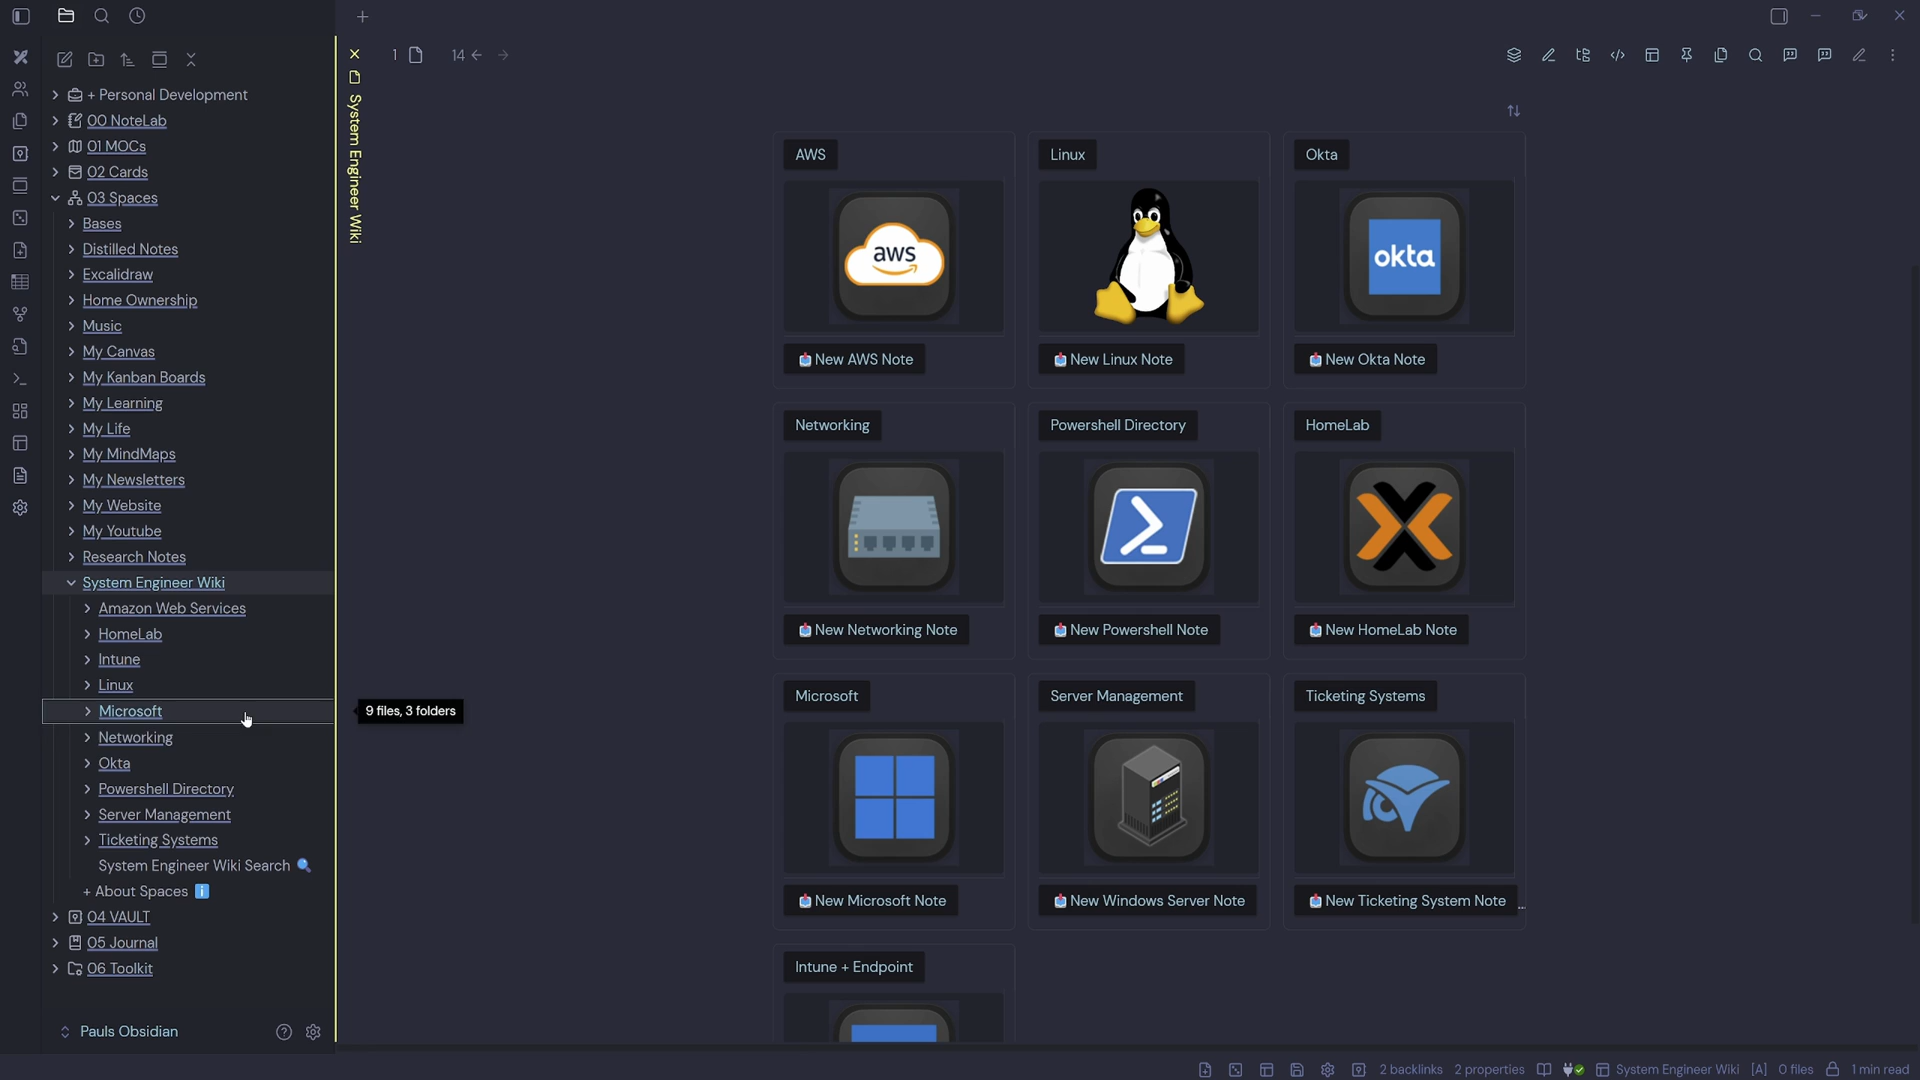 1
14
+ Personal Development
00 NoteLab
01 MOCs
02 Cards
03 Spaces
Bases
Distilled Notes
Excalidraw
Home Ownership
Music
My Canvas
My Kanban Boards
My Learning
My Life
My MindMaps
My Newsletters
My Website
My Youtube
Research Notes
System Engineer Wiki
Amazon Web Services
HomeLab
Intune
Linux
Microsoft
Networking
Okta
Powershell Directory
Server Management
Ticketing Systems
System Engineer Wiki Search
+ About Spaces
04 VAULT
05 Journal
06 Toolkit
Pauls Obsidian
9 files, 3 folders
System Engineer Wiki
AWS
aws
New AWS Note
Linux
New Linux Note
Okta
okta
New Okta Note
Networking
New Networking Note
Powershell Directory
New Powershell Note
HomeLab
New HomeLab Note
Microsoft
New Microsoft Note
Server Management
New Windows Server Note
Ticketing Systems
New Ticketing System Note
...
Intune + Endpoint
2 backlinks
2 properties
System Engineer Wiki
[A]
0 files
1 min read